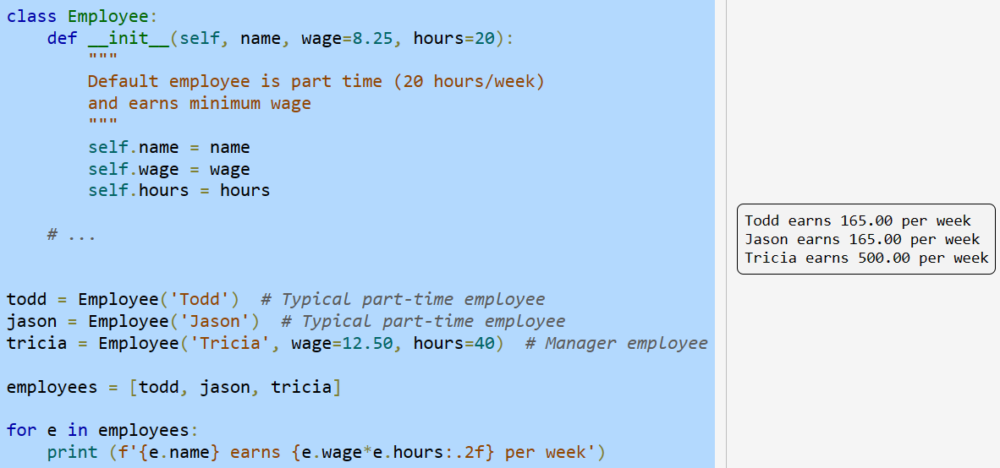 class Employee:
    def __init__(self, name, wage=8.25, hours=20):
        """
        Default employee is part time (20 hours/week)
        and earns minimum wage
        """
        self.name = name
        self.wage = wage
        self.hours = hours
    # ...
todd = Employee('Todd')  # Typical part-time employee
jason = Employee('Jason')  # Typical part-time employee
tricia = Employee('Tricia', wage=12.50, hours=40)  # Manager employee
employees = [todd, jason, tricia]
for e in employees:
    print (f'{e.name} earns {e.wage*e.hours:.2f} per week')
Todd earns 165.00 per week
Jason earns 165.00 per week
Tricia earns 500.00 per week